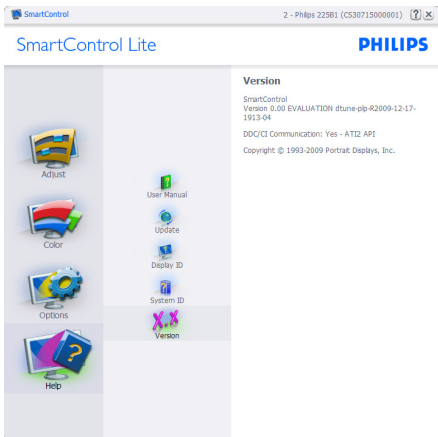 SmartControl
2 - Philips 225B1 (CS30715000001)
SmartControl Lite
PHILIPS
Version
SmartControl
Version 0.00 EVALUATION dtune-plp-R2009-12-17-
1913-04
DDC/CI Communication: Yes - ATI2 API
Copyright © 1993-2009 Portrait Displays, Inc.
Adjust
Color
Options
Help
User Manual
Update
Display ID
System ID
X.X
Version